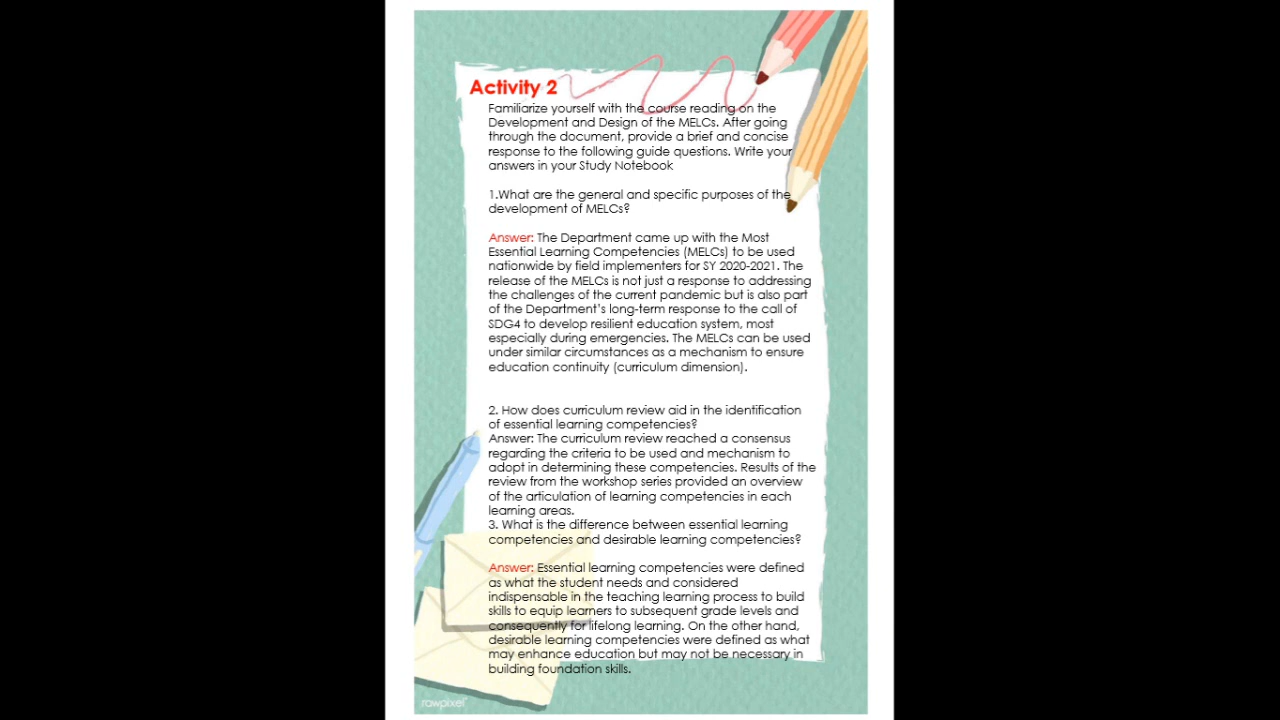 Activity 2
Familiarize yourself with the course reading on the
Development and Design of the MELCs. After going
through the document, provide a brief and concise
response to the following guide questions. Write your
answers in your Study Notebook
1.What are the general and specific purposes of the
development of MELCs?
Answer: The Department came up with the Most
Essential Learning Competencies (MELCs) to be used
nationwide by field implementers for SY 2020-2021. The
release of the MELCs is not just a response to addressing
the challenges of the current pandemic but is also part
of the Department's long-term response to the call of
SDG4 to develop resilient education system, most
especially during emergencies. The MELCs can be used
under similar circumstances as a mechanism to ensure
education continuity (curriculum dimension).
2. How does curriculum review aid in the identification
of essential learning competencies?
Answer: The curriculum review reached a consensus
regarding the criteria to be used and mechanism to
adopt in determining these competencies. Results of the
review from the workshop series provided an overview
of the articulation of learning competencies in each
learning areas.
3. What is the difference between essential learning
competencies and desirable learning competencies?
Answer: Essential learning competencies were defined
as what the student needs and considered
indispensable in the teaching learning process to build
skills to equip learners to subsequent grade levels and
consequently for lifelong learning. On the other hand,
desirable learning competencies were defined as what
may enhance education but may not be necessary in
building foundation skills.
rawpixel